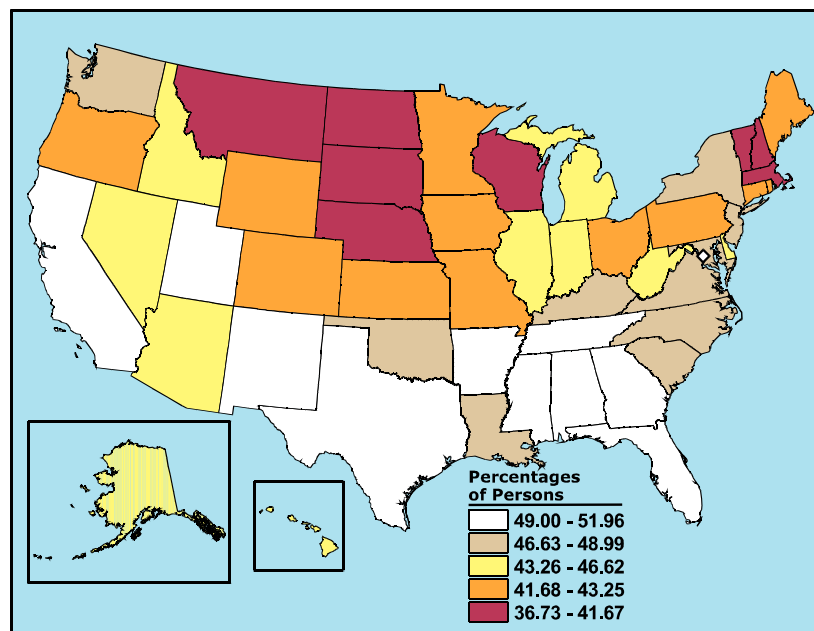 Percentages
of Persons
49.00 - 51.96
46.63 - 48.99
43.26 - 46.62
41.68 - 43.25
36.73 - 41.67